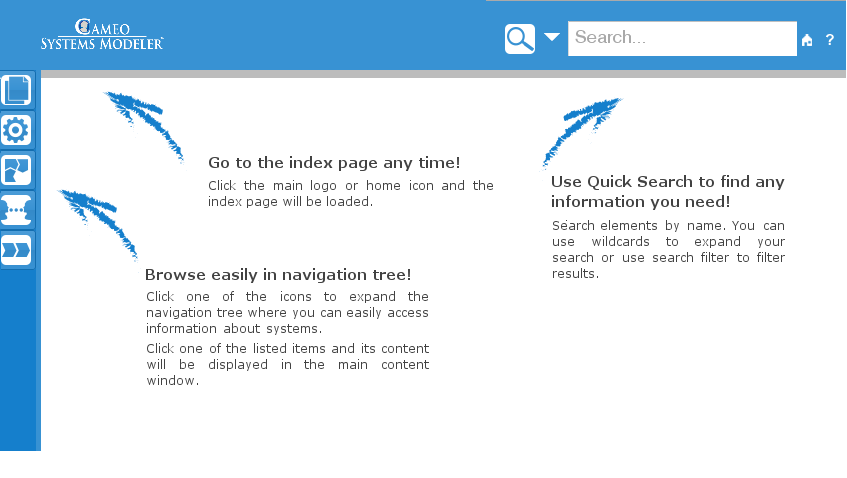 CAMEO
SYSTEMS MODELER
Search...
?
Go to the index page any time!
Click the main logo or home icon and the
index page will be loaded.
Use Quick Search to find any
information you need!
Search elements by name. You can
use wildcards to expand your
search or use search filter to filter
results.
Browse easily in navigation tree!
Click one of the icons to expand the
navigation tree where you can easily access
information about systems.
Click one of the listed items and its content
will be displayed in the main content
window.